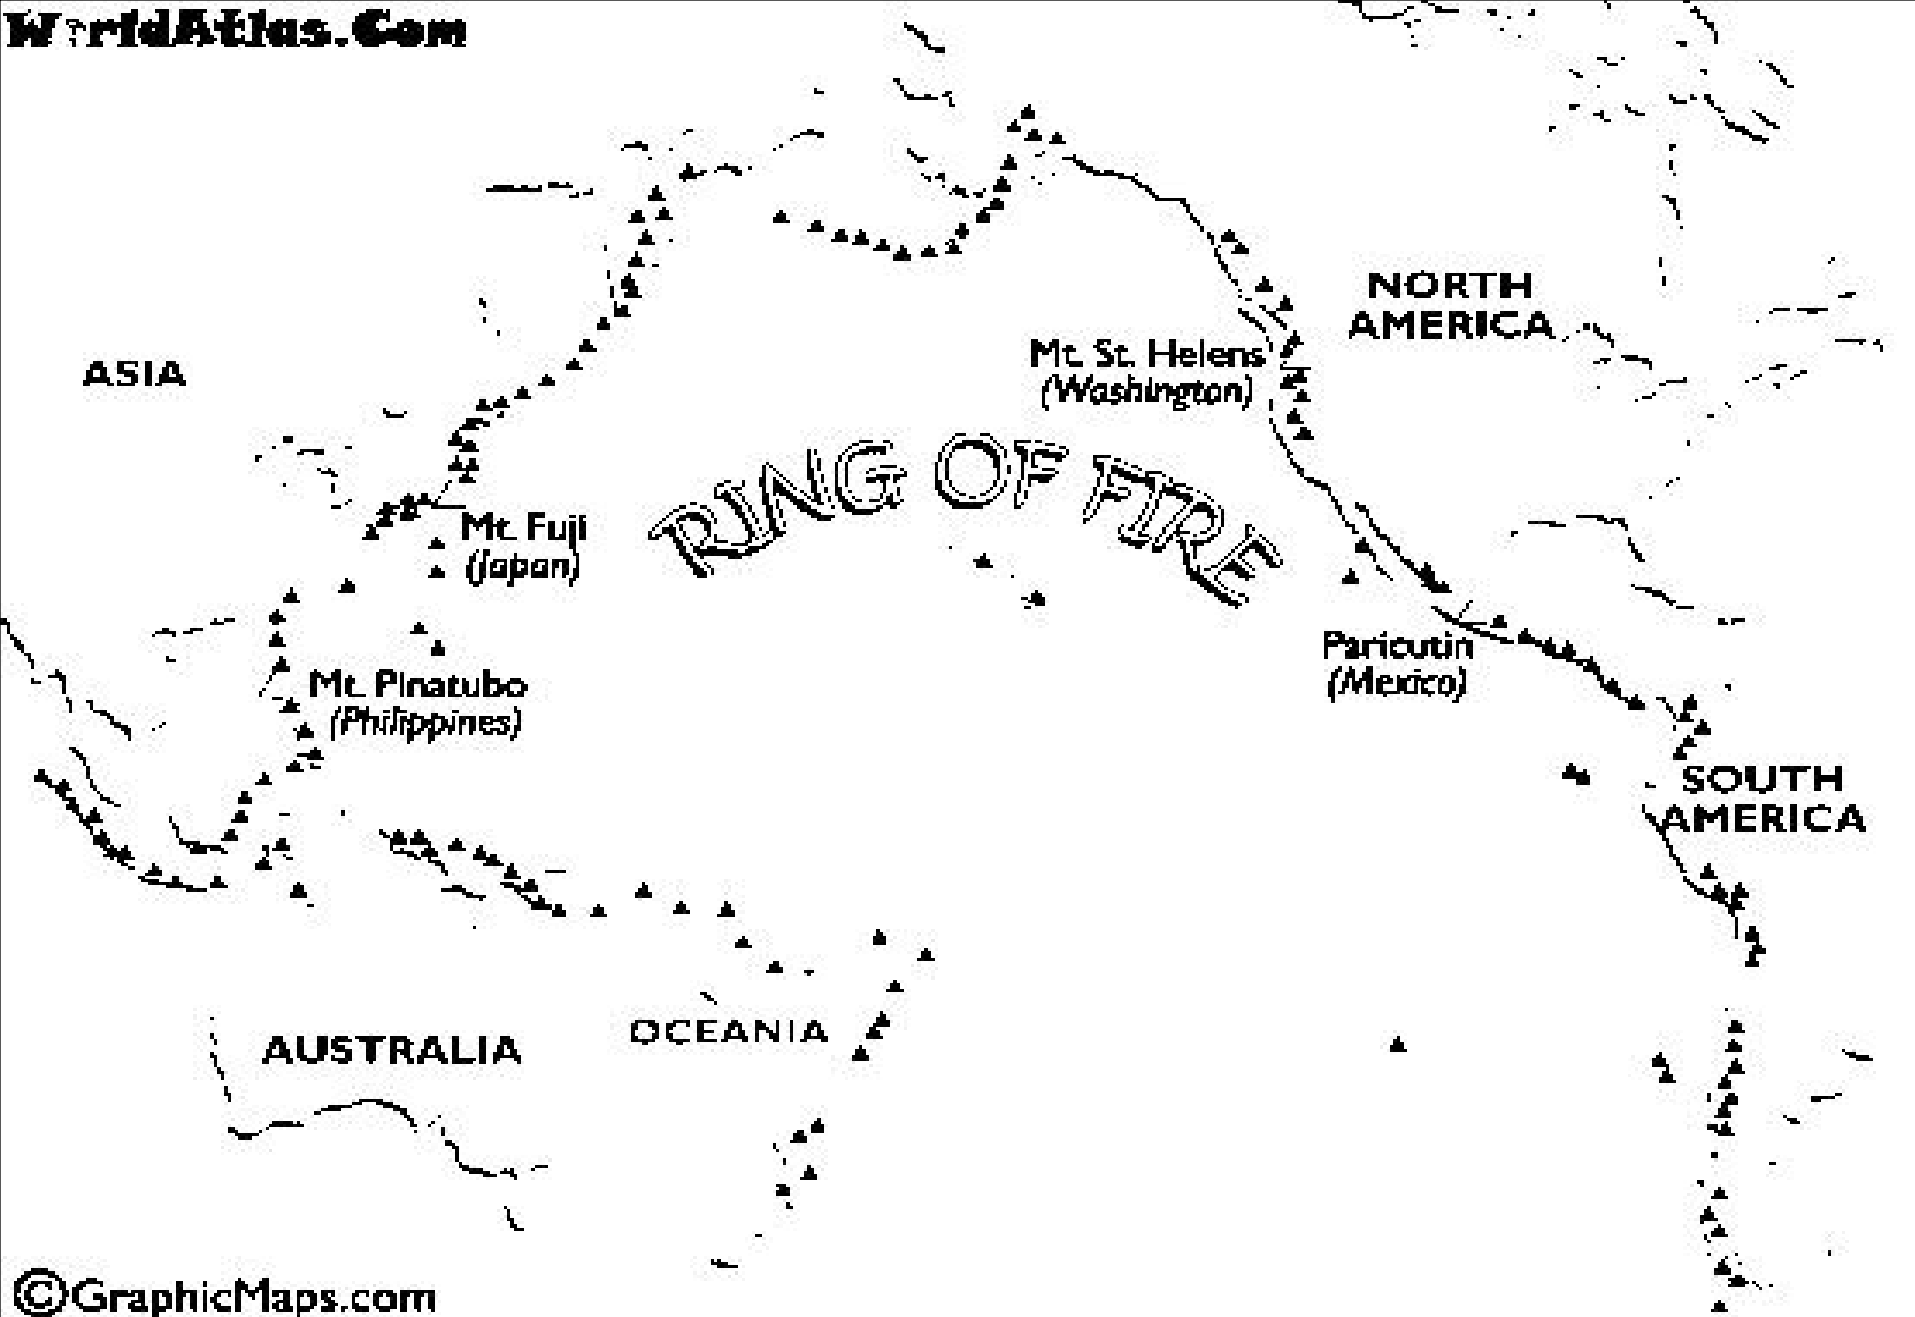 WorldAtlas.Com
NORTH
AMERICA
Mt. St. Helens
(Washington)
ASIA
RING OF FIRE
Mt. Fuji
(Japan)
Paricutin
(Mexico)
Mt. Pinatubo
(Philippines)
SOUTH
AMERICA
OCEANIA
AUSTRALIA
©GraphicMaps.com